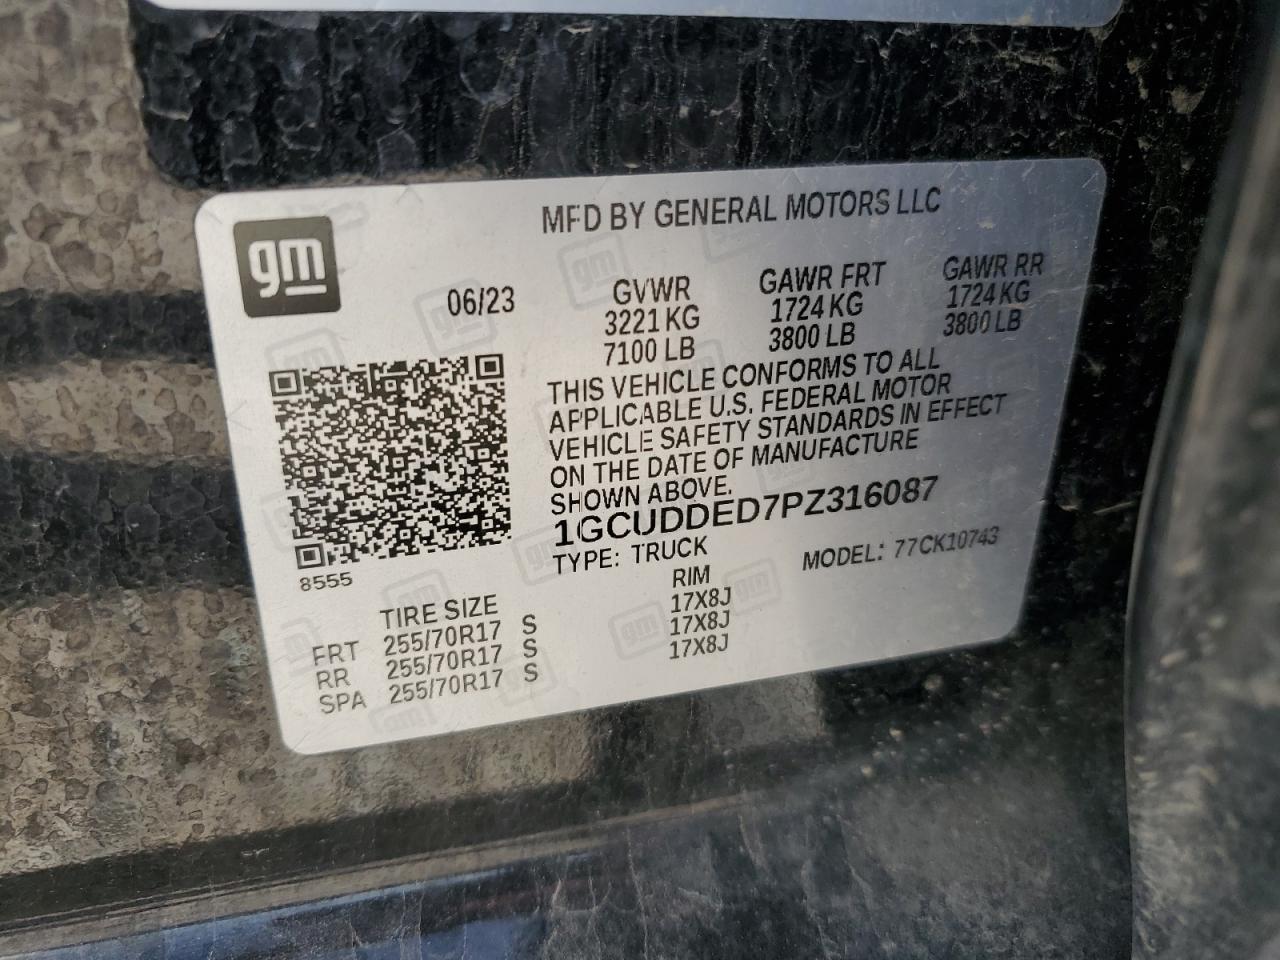 gm
MFD BY GENERAL MOTORS LLC
06/23
GVWR
3221 KG
7100 LB
GAWR FRT
1724 KG
3800 LB
GAWR RR
1724 KG
3800 LB
THIS VEHICLE CONFORMS TO ALL
APPLICABLE U.S. FEDERAL MOTOR
VEHICLE SAFETY STANDARDS IN EFFECT
ON THE DATE OF MANUFACTURE
SHOWN ABOVE.
1GCUDDED7PZ316087
TYPE: TRUCK
MODEL: 77CK10743
8555
TIRE SIZE
RIM
FRT 255/70R17 S 17X8J
RR 255/70R17 S 17X8J
SPA 255/70R17 S 17X8J